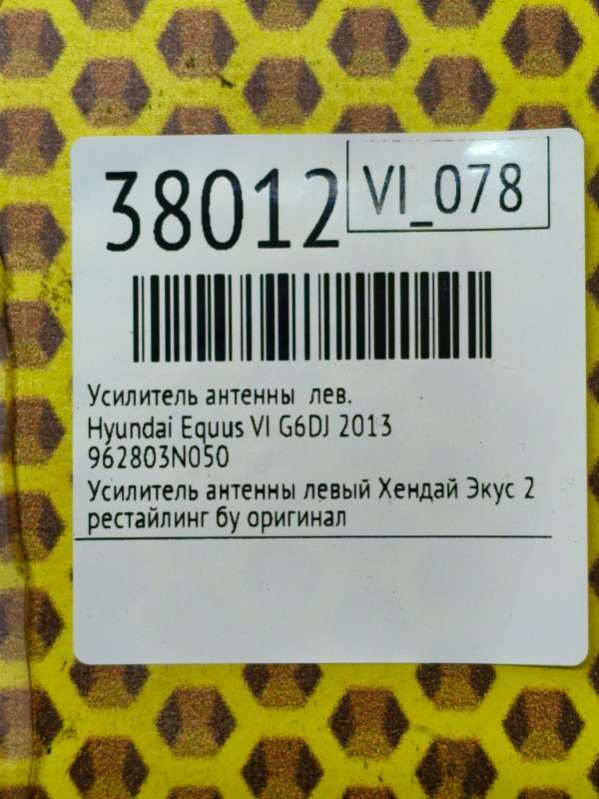 38012
VI_078
Усилитель антенны лев.
Hyundai Equus VI G6DJ 2013
962803N050
Усилитель антенны левый Хендай Экус 2
рестайлинг бу оригинал